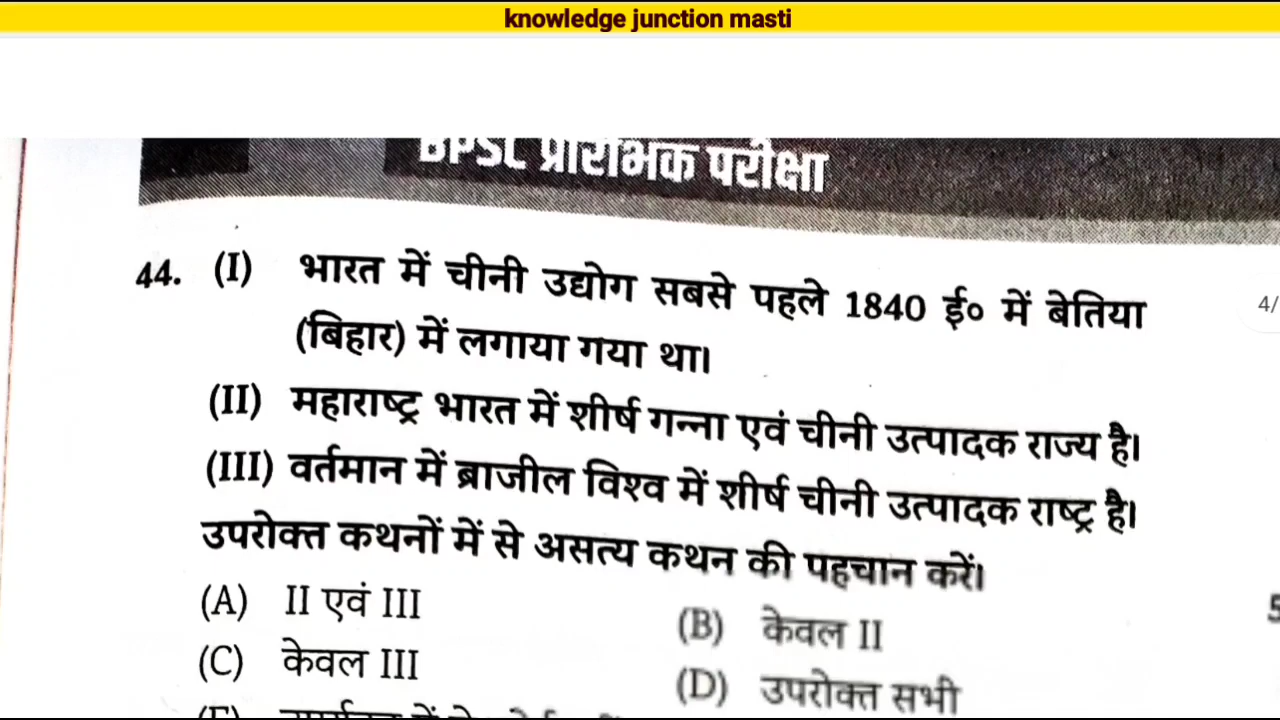 knowledge junction masti
BPSC प्रारंभिक परीक्षा
44. (I) भारत में चीनी उद्योग सबसे पहले 1840 ई० में बेतिया
4/
(बिहार) में लगाया गया था।
(II) महाराष्ट्र भारत में शीर्ष गन्ना एवं चीनी उत्पादक राज्य है।
(III) वर्तमान में ब्राजील विश्व में शीर्ष चीनी उत्पादक राष्ट्र है।
उपरोक्त कथनों में से असत्य कथन की पहचान करें।
(A) II एवं III
(B) केवल II
(C) केवल III
(D) उपरोक्त सभी